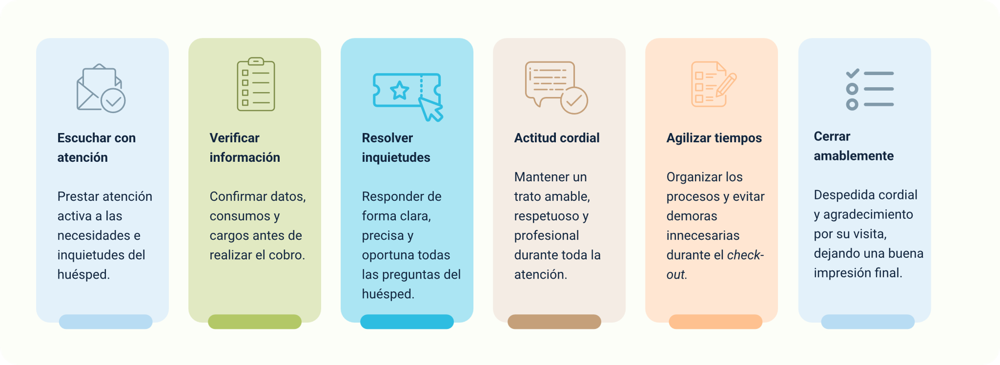 Escuchar con
atención
Prestar atención
activa a las
necesidades e
inquietudes del
huésped.
Verificar
información
Confirmar datos,
consumos y
cargos antes de
realizar el cobro.
Resolver
inquietudes
Responder de
forma clara,
precisa y
oportuna todas
las preguntas del
huésped.
Actitud cordial
Mantener un
trato amable,
respetuoso y
profesional
durante toda la
atención.
Agilizar tiempos
Organizar los
procesos y evitar
demoras
innecesarias
durante el check-
out.
Cerrar
amablemente
Despedida cordial
y agradecimiento
por su visita,
dejando una buena
impresión final.